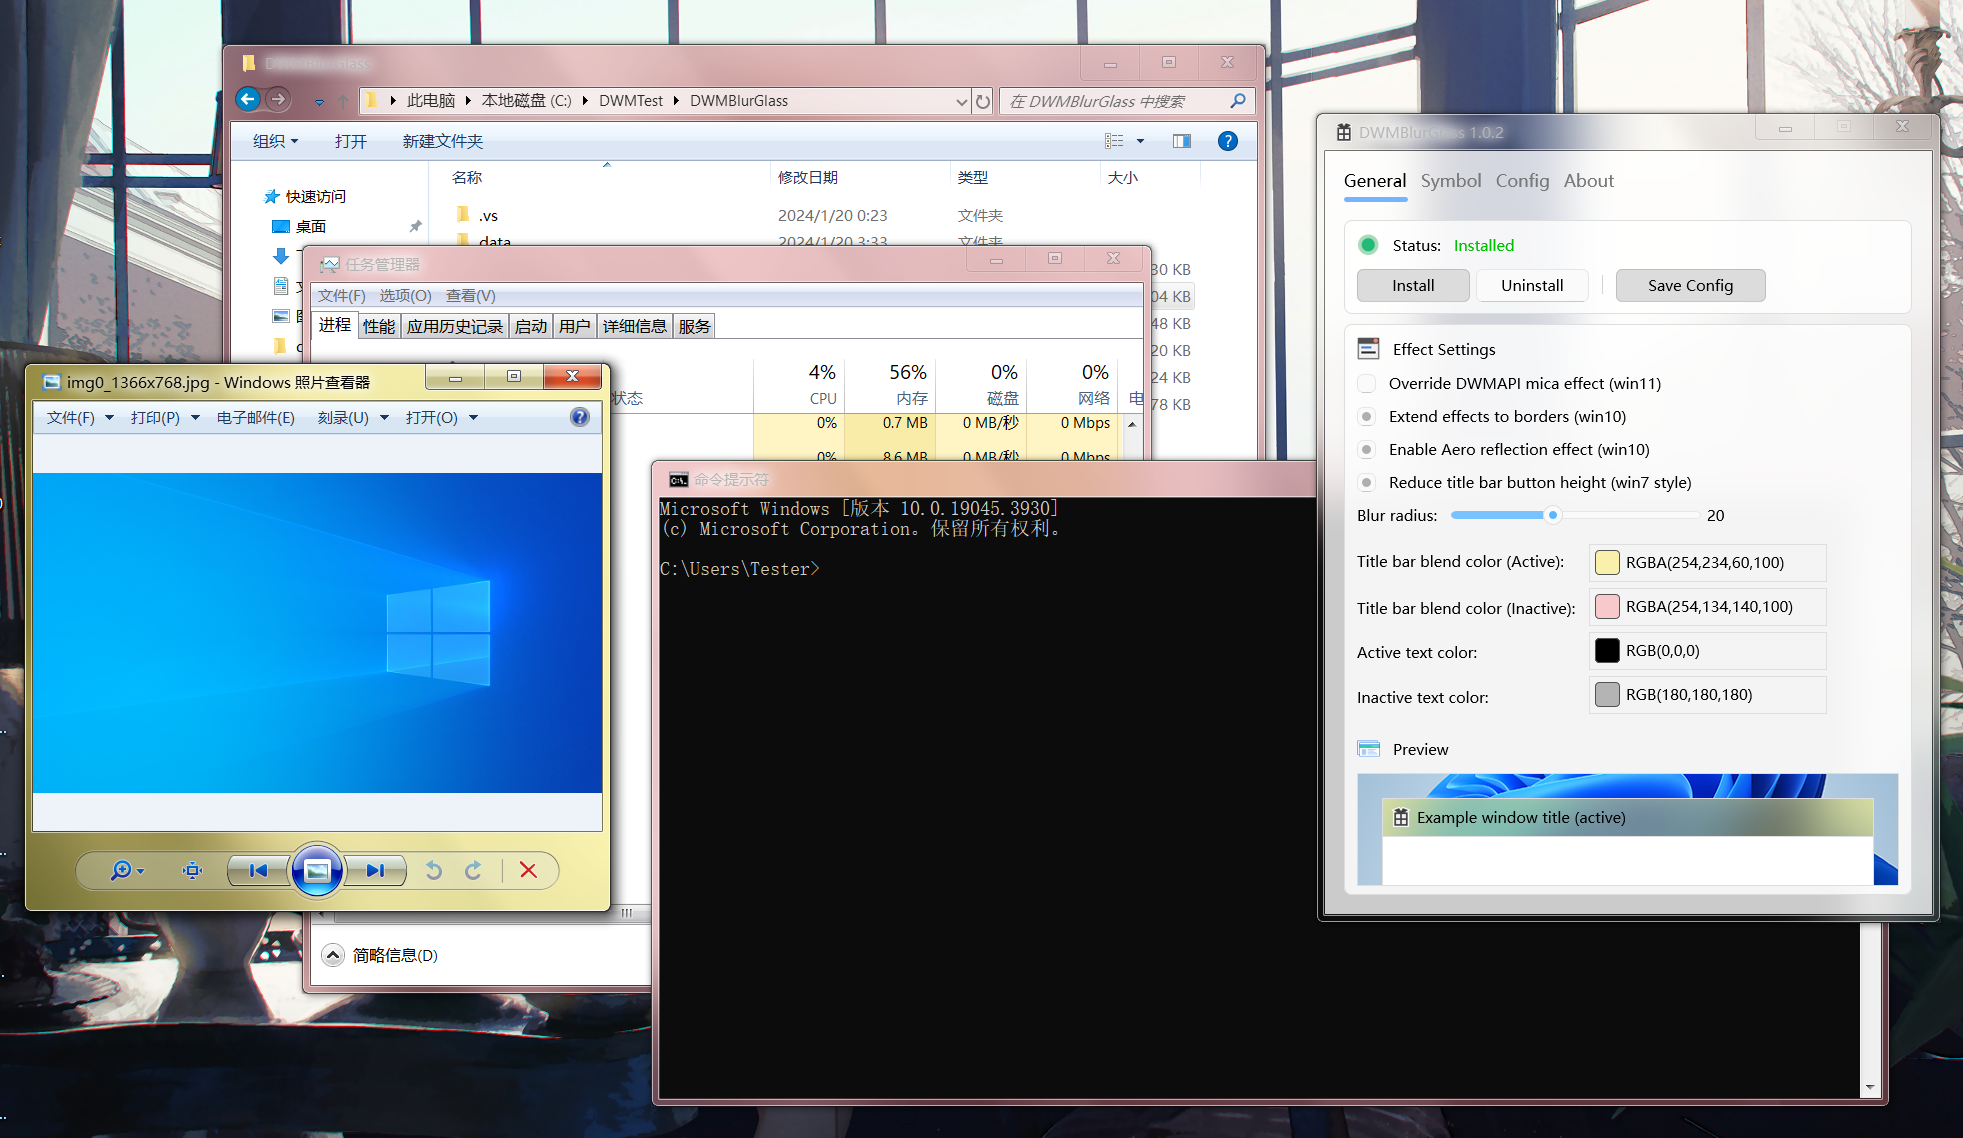 DWMBlurGlass
此电脑 本地磁盘 (C:) DWMTest DWMBlurGlass
在 DWMBlurGlass 中搜索
组织 打开 新建文件夹
名称 修改日期 类型 大小
快速访问
桌面
.vs 2024/1/20 0:23 文件夹
data 2024/1/20 3:33 文件夹
30 KB
04 KB
48 KB
20 KB
24 KB
78 KB
任务管理器
文件(F) 选项(O) 查看(V)
进程 性能 应用历史记录 启动 用户 详细信息 服务
4% 56% 0% 0%
状态 CPU 内存 磁盘 网络 电
0% 0.7 MB 0 MB/秒 0 Mbps
0% 8.6 MB 0 MB/秒 0 Mbps
简略信息(D)
img0_1366x768.jpg - Windows 照片查看器
文件(F) 打印(P) 电子邮件(E) 刻录(U) 打开(O)
命令提示符
Microsoft Windows [版本 10.0.19045.3930]
(c) Microsoft Corporation。保留所有权利。
C:\Users\Tester>
DWMBlurGlass 1.0.2
General Symbol Config About
Status: Installed
Install Uninstall Save Config
Effect Settings
Override DWMAPI mica effect (win11)
Extend effects to borders (win10)
Enable Aero reflection effect (win10)
Reduce title bar button height (win7 style)
Blur radius: 20
Title bar blend color (Active): RGBA(254,234,60,100)
Title bar blend color (Inactive): RGBA(254,134,140,100)
Active text color: RGB(0,0,0)
Inactive text color: RGB(180,180,180)
Preview
Example window title (active)